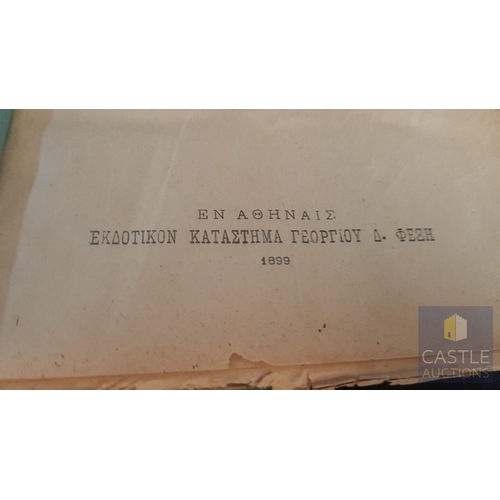 ΕΝ ΑΘΗΝΑΙΣ
ΕΚΔΟΤΙΚΟΝ ΚΑΤΑΣΤΗΜΑ ΓΕΩΡΓΙΟΥ Δ. ΦΕΞΗ
1899
CASTLE
AUCTIONS